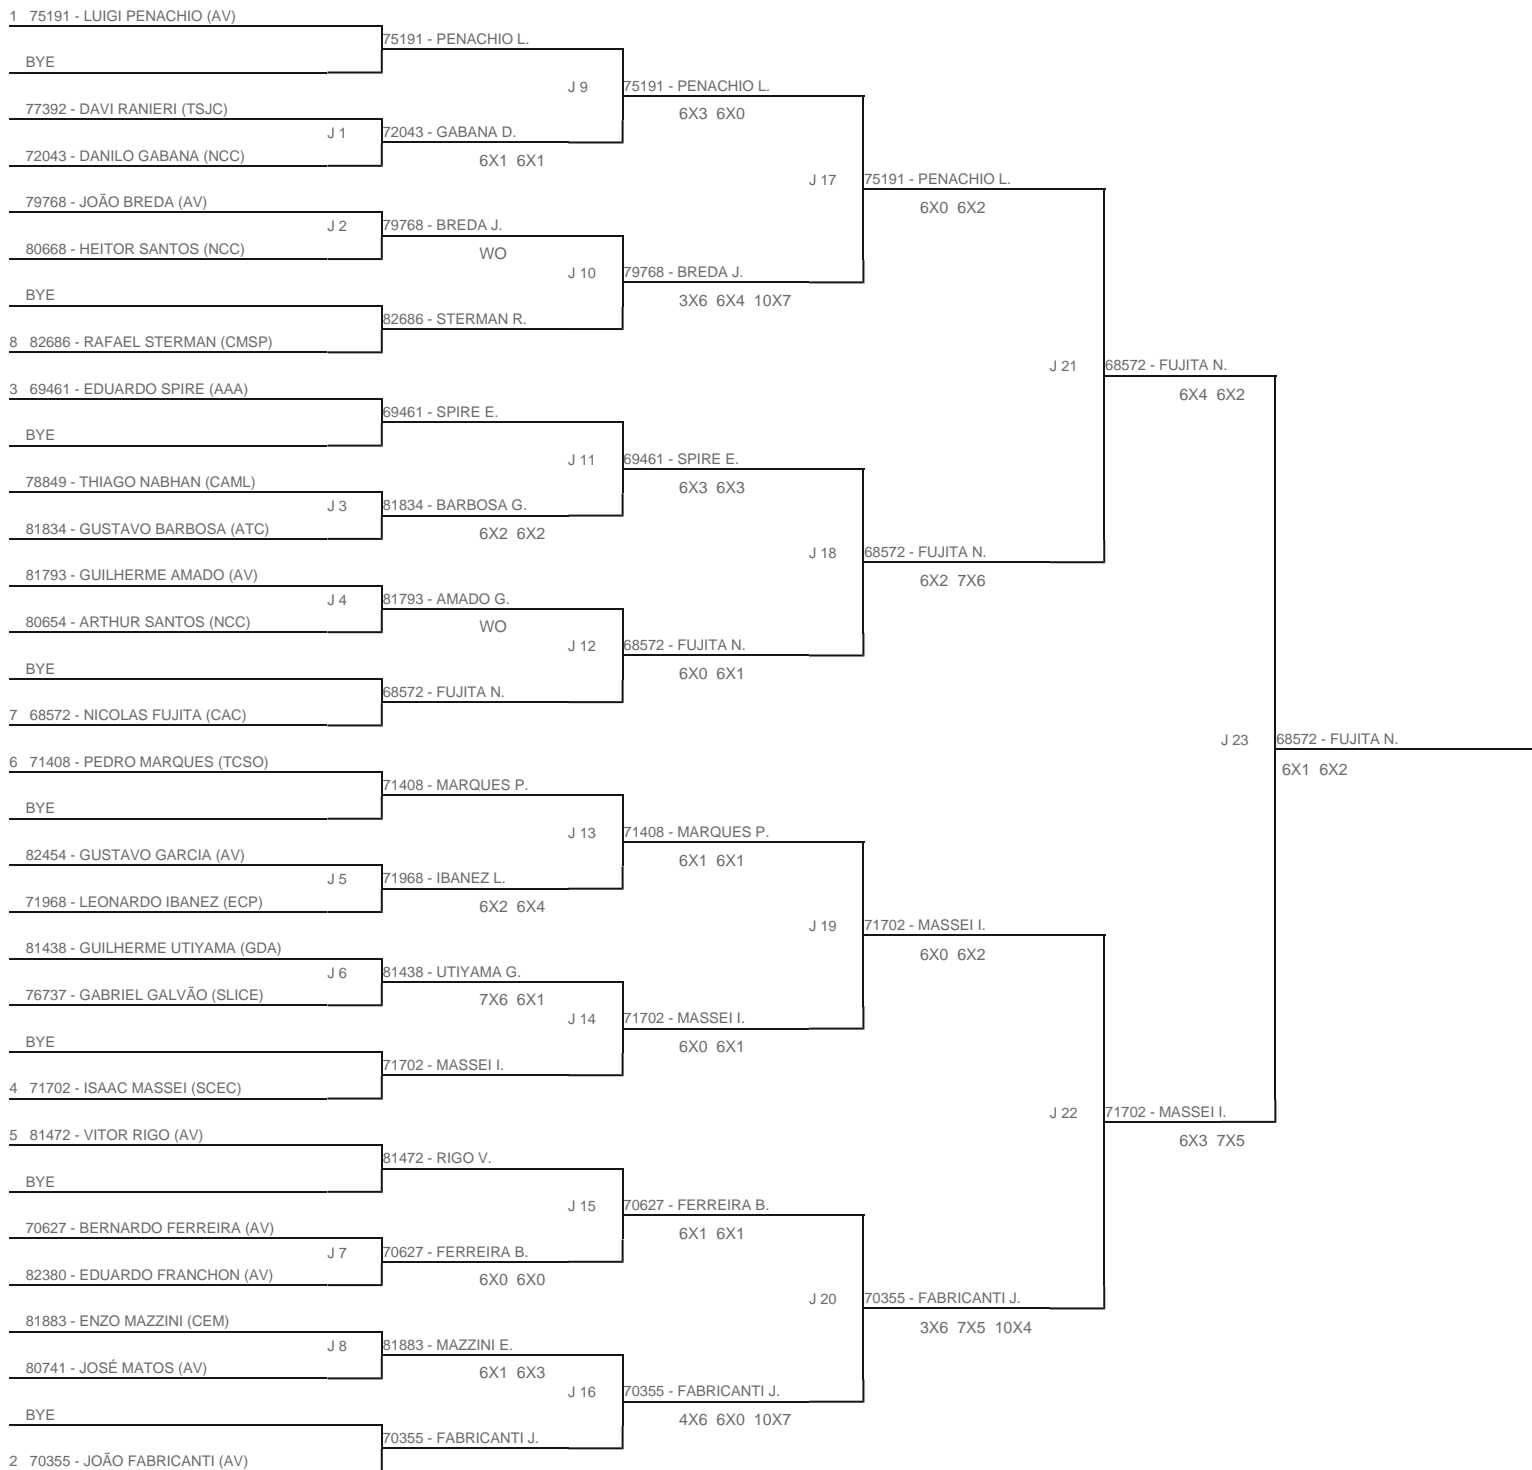 1 75191 - LUIGI PENACHIO (AV)
75191 - PENACHIO L.
BYE
J 9 75191 - PENACHIO L.
6X3 6X0
77392 - DAVI RANIERI (TSJC)
J 1 72043 - GABANA D.
72043 - DANILO GABANA (NCC)
6X1 6X1
J 17 75191 - PENACHIO L.
6X0 6X2
79768 - JOÃO BREDA (AV)
J 2 79768 - BREDA J.
80668 - HEITOR SANTOS (NCC)
WO
J 10 79768 - BREDA J.
3X6 6X4 10X7
BYE
82686 - STERMAN R.
8 82686 - RAFAEL STERMAN (CMSP)
J 21 68572 - FUJITA N.
6X4 6X2
3 69461 - EDUARDO SPIRE (AAA)
69461 - SPIRE E.
BYE
J 11 69461 - SPIRE E.
6X3 6X3
78849 - THIAGO NABHAN (CAML)
J 3 81834 - BARBOSA G.
81834 - GUSTAVO BARBOSA (ATC)
6X2 6X2
J 18 68572 - FUJITA N.
6X2 7X6
81793 - GUILHERME AMADO (AV)
J 4 81793 - AMADO G.
80654 - ARTHUR SANTOS (NCC)
WO
J 12 68572 - FUJITA N.
6X0 6X1
BYE
68572 - FUJITA N.
7 68572 - NICOLAS FUJITA (CAC)
J 23 68572 - FUJITA N.
6X1 6X2
6 71408 - PEDRO MARQUES (TCSO)
71408 - MARQUES P.
BYE
J 13 71408 - MARQUES P.
6X1 6X1
82454 - GUSTAVO GARCIA (AV)
J 5 71968 - IBANEZ L.
71968 - LEONARDO IBANEZ (ECP)
6X2 6X4
J 19 71702 - MASSEI I.
6X0 6X2
81438 - GUILHERME UTIYAMA (GDA)
J 6 81438 - UTIYAMA G.
76737 - GABRIEL GALVÃO (SLICE)
7X6 6X1
J 14 71702 - MASSEI I.
6X0 6X1
BYE
71702 - MASSEI I.
4 71702 - ISAAC MASSEI (SCEC)
J 22 71702 - MASSEI I.
6X3 7X5
5 81472 - VITOR RIGO (AV)
81472 - RIGO V.
BYE
J 15 70627 - FERREIRA B.
6X1 6X1
70627 - BERNARDO FERREIRA (AV)
J 7 70627 - FERREIRA B.
82380 - EDUARDO FRANCHON (AV)
6X0 6X0
J 20 70355 - FABRICANTI J.
3X6 7X5 10X4
81883 - ENZO MAZZINI (CEM)
J 8 81883 - MAZZINI E.
80741 - JOSÉ MATOS (AV)
6X1 6X3
J 16 70355 - FABRICANTI J.
4X6 6X0 10X7
BYE
70355 - FABRICANTI J.
2 70355 - JOÃO FABRICANTI (AV)